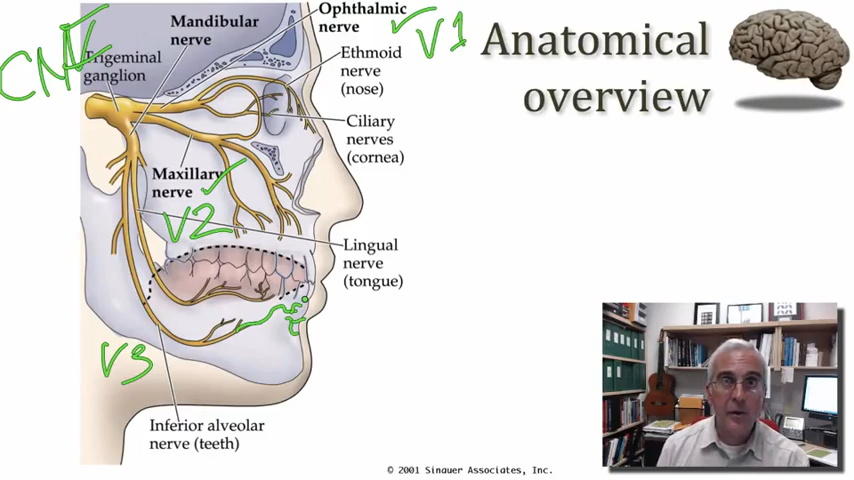 Mandibular
nerve
Ophthalmic
nerve
V1
CN V
Trigeminal
ganglion
Ethmoid
nerve
(nose)
Ciliary
nerves
(cornea)
Maxillary
nerve
V2
Lingual
nerve
(tongue)
V3
Inferior alveolar
nerve (teeth)
Anatomical
overview
© 2001 Sinauer Associates, Inc.